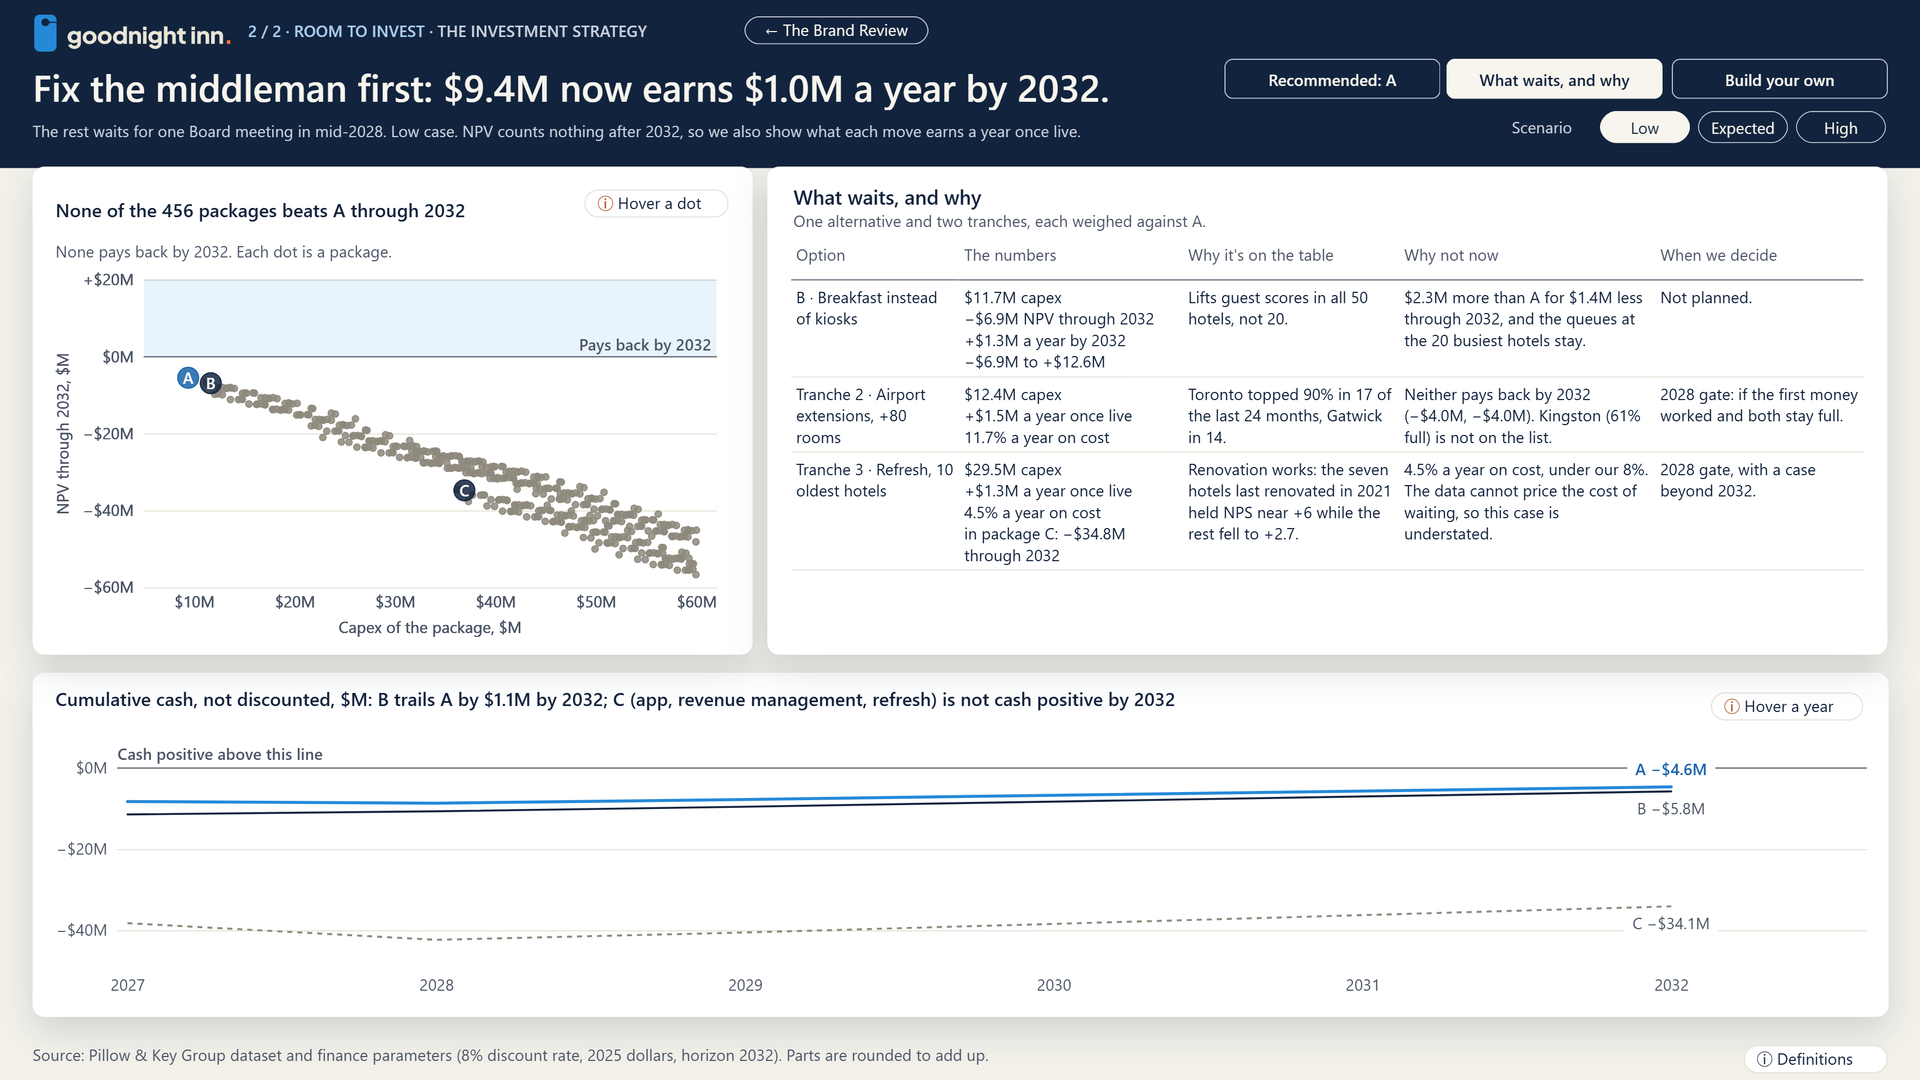 goodnight inn.
2 / 2 · ROOM TO INVEST · THE INVESTMENT STRATEGY
← The Brand Review
Fix the middleman first: $9.4M now earns $1.0M a year by 2032.
The rest waits for one Board meeting in mid-2028. Low case. NPV counts nothing after 2032, so we also show what each move earns a year once live.
Recommended: A
What waits, and why
Build your own
Scenario
Low
Expected
High
None of the 456 packages beats A through 2032
ⓘ Hover a dot
None pays back by 2032. Each dot is a package.
NPV through 2032, $M
+$20M
$0M
−$20M
−$40M
−$60M
Pays back by 2032
A
B
C
$10M
$20M
$30M
$40M
$50M
$60M
Capex of the package, $M
What waits, and why
One alternative and two tranches, each weighed against A.
Option
The numbers
Why it's on the table
Why not now
When we decide
B · Breakfast instead
of kiosks
$11.7M capex
−$6.9M NPV through 2032
+$1.3M a year by 2032
−$6.9M to +$12.6M
Lifts guest scores in all 50
hotels, not 20.
$2.3M more than A for $1.4M less
through 2032, and the queues at
the 20 busiest hotels stay.
Not planned.
Tranche 2 · Airport
extensions, +80
rooms
$12.4M capex
+$1.5M a year once live
11.7% a year on cost
Toronto topped 90% in 17 of
the last 24 months, Gatwick
in 14.
Neither pays back by 2032
(−$4.0M, −$4.0M). Kingston (61%
full) is not on the list.
2028 gate: if the first money
worked and both stay full.
Tranche 3 · Refresh, 10
oldest hotels
$29.5M capex
+$1.3M a year once live
4.5% a year on cost
in package C: −$34.8M
through 2032
Renovation works: the seven
hotels last renovated in 2021
held NPS near +6 while the
rest fell to +2.7.
4.5% a year on cost, under our 8%.
The data cannot price the cost of
waiting, so this case is
understated.
2028 gate, with a case
beyond 2032.
Cumulative cash, not discounted, $M: B trails A by $1.1M by 2032; C (app, revenue management, refresh) is not cash positive by 2032
ⓘ Hover a year
Cash positive above this line
$0M
−$20M
−$40M
A −$4.6M
B −$5.8M
C −$34.1M
2027
2028
2029
2030
2031
2032
Source: Pillow & Key Group dataset and finance parameters (8% discount rate, 2025 dollars, horizon 2032). Parts are rounded to add up.
ⓘ Definitions